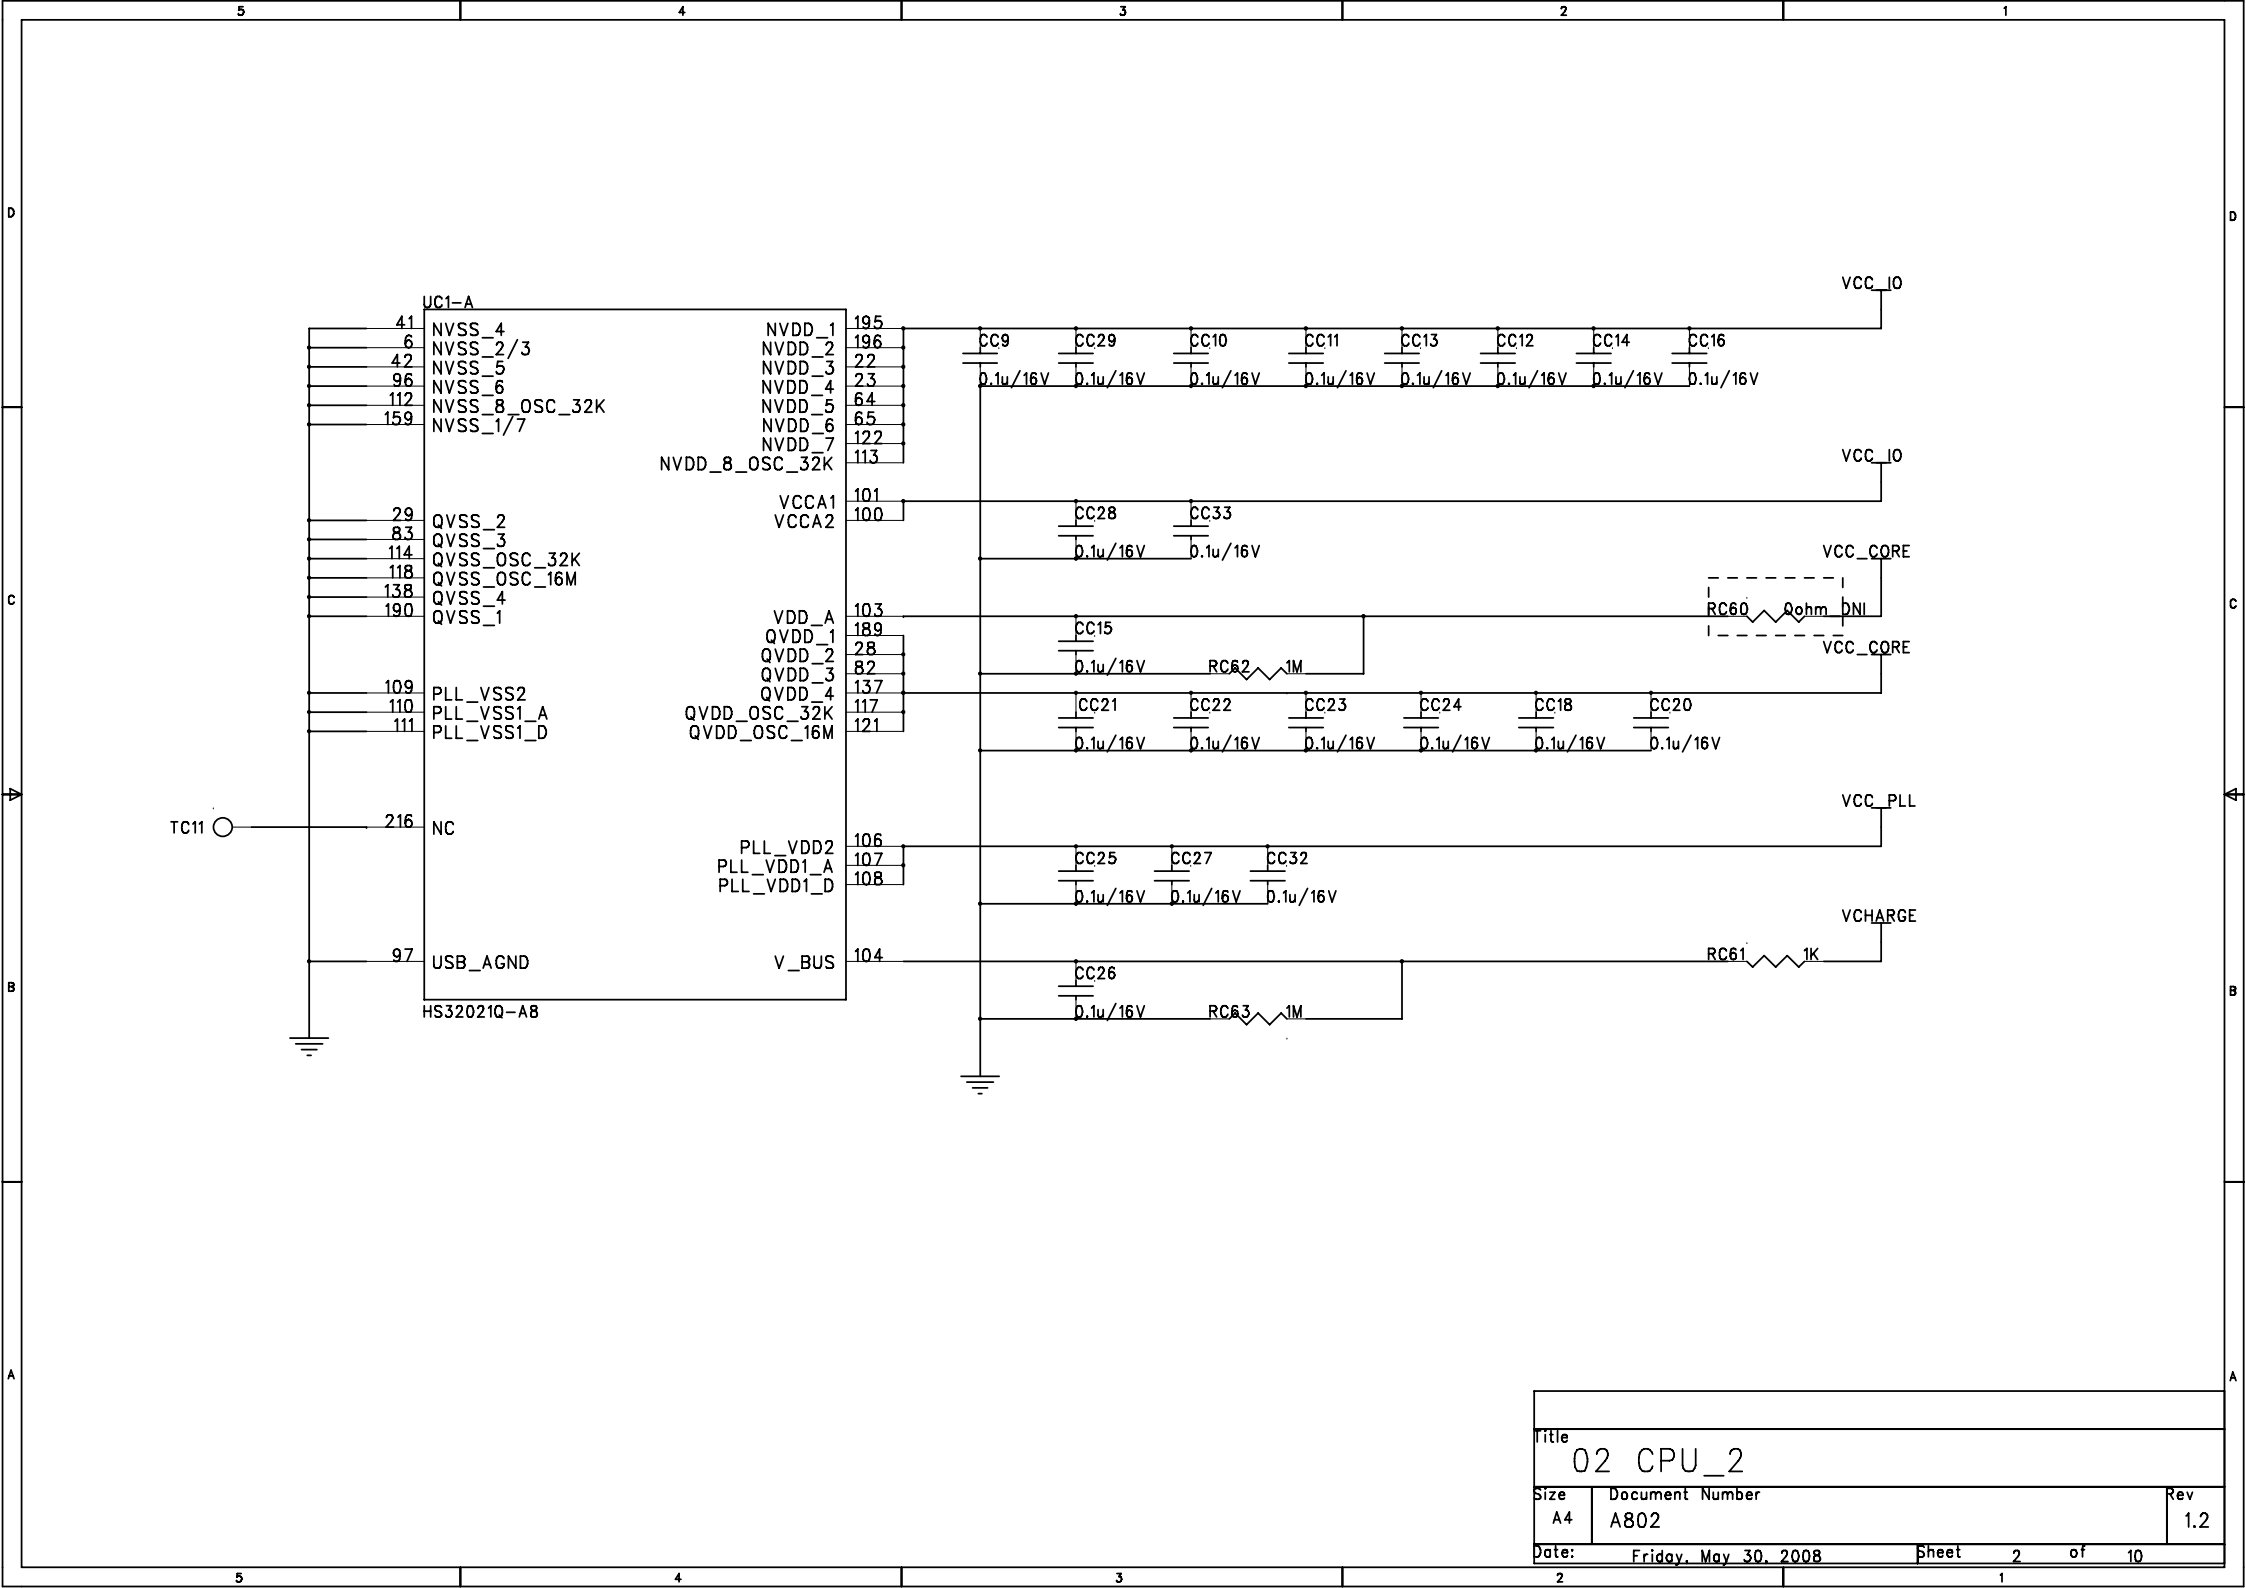 5 4 3 2 1
D D
VCC_IO
UC1-A
41 NVSS_4 NVDD_1 195
6 NVSS_2/3 NVDD_2 196
CC9 CC29 CC10 CC11 CC13 CC12 CC14 CC16
42 NVSS_5 NVDD_3 22
0.1u/16V 0.1u/16V 0.1u/16V 0.1u/16V 0.1u/16V 0.1u/16V 0.1u/16V 0.1u/16V
96 NVSS_6 NVDD_4 23
112 NVSS_8_OSC_32K NVDD_5 64
159 NVSS_1/7 NVDD_6 65
NVDD_7 122
NVDD_8_OSC_32K 113
VCC_IO
VCCA1 101
29 QVSS_2 VCCA2 100
CC28 CC33
83 QVSS_3
0.1u/16V 0.1u/16V
VCC_CORE
114 QVSS_OSC_32K
118 QVSS_OSC_16M
138 QVSS_4
C C
190 QVSS_1 VDD_A 103
RC60 0ohm DNI
QVDD_1 189
CC15
QVDD_2 28
VCC_CORE
QVDD_3 82
0.1u/16V RC62 1M
109 PLL_VSS2 QVDD_4 137
110 PLL_VSS1_A QVDD_OSC_32K 117
CC21 CC22 CC23 CC24 CC18 CC20
111 PLL_VSS1_D QVDD_OSC_16M 121
0.1u/16V 0.1u/16V 0.1u/16V 0.1u/16V 0.1u/16V 0.1u/16V
VCC_PLL
TC11 216 NC
PLL_VDD2 106
PLL_VDD1_A 107
CC25 CC27 CC32
PLL_VDD1_D 108
0.1u/16V 0.1u/16V 0.1u/16V
VCHARGE
97 USB_AGND V_BUS 104
RC61 1K
CC26
B B
HS32021Q-A8
0.1u/16V RC63 1M
A A
Title
02 CPU_2
Size Document Number Rev
A4 A802 1.2
Date: Friday, May 30, 2008 Sheet 2 of 10
5 4 3 2 1